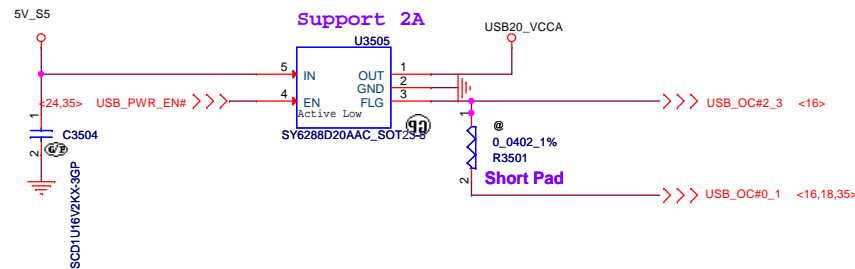 Support 2A
5V_S5
USB20_VCCA
U3505
5 IN OUT 1
GND 2
<24,35> USB_PWR_EN# 4 EN FLG 3
Active Low
SY6288D20AAC_SOT23-5
USB_OC#2_3 <16>
1
C3504
2
SCD1U16V2KX-3GP
1
@
0_0402_1%
R3501
2
Short Pad
USB_OC#0_1 <16,18,35>